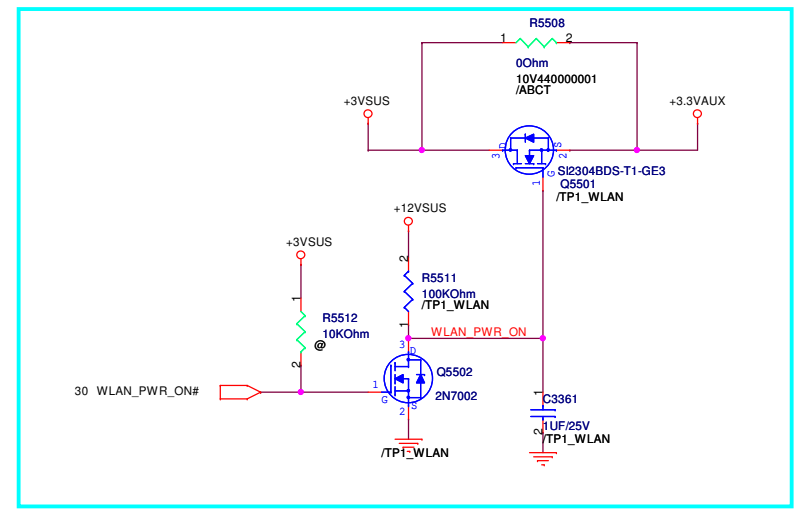 R5508
1 2
0Ohm
10V440000001
/ABCT
+3VSUS
+3.3VAUX
D S
3 2
G
1
SI2304BDS-T1-GE3
Q5501
/TP1_WLAN
+12VSUS
+3VSUS
2
R5511
100KOhm
/TP1_WLAN
1
1
R5512
10KOhm
@
2
WLAN_PWR_ON
3
D
Q5502
30 WLAN_PWR_ON#
1
G
2N7002
S
2
/TP1_WLAN
1
C3361
1UF/25V
2
/TP1_WLAN